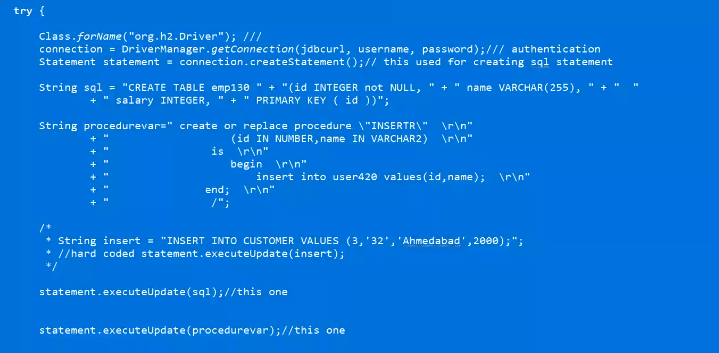 try {
Class.forName("org.h2.Driver"); ///
connection = DriverManager.getConnection(jdbcurl, username, password);/// authentication
Statement statement = connection.createStatement();// this used for creating sql statement
String sql = "CREATE TABLE emp130 " + "(id INTEGER not NULL, " + " name VARCHAR(255), " + "  "
+ " salary INTEGER, " + " PRIMARY KEY ( id ))";
String procedurevar=" create or replace procedure \"INSERTR\"  \r\n"
+ "                   (id IN NUMBER,name IN VARCHAR2)  \r\n"
+ "                is  \r\n"
+ "                   begin  \r\n"
+ "                       insert into user420 values(id,name);  \r\n"
+ "               end;  \r\n"
+ "                /";
/*
* String insert = "INSERT INTO CUSTOMER VALUES (3,'32','Ahmedabad',2000);";
* //hard coded statement.executeUpdate(insert);
*/
statement.executeUpdate(sql);//this one
statement.executeUpdate(procedurevar);//this one